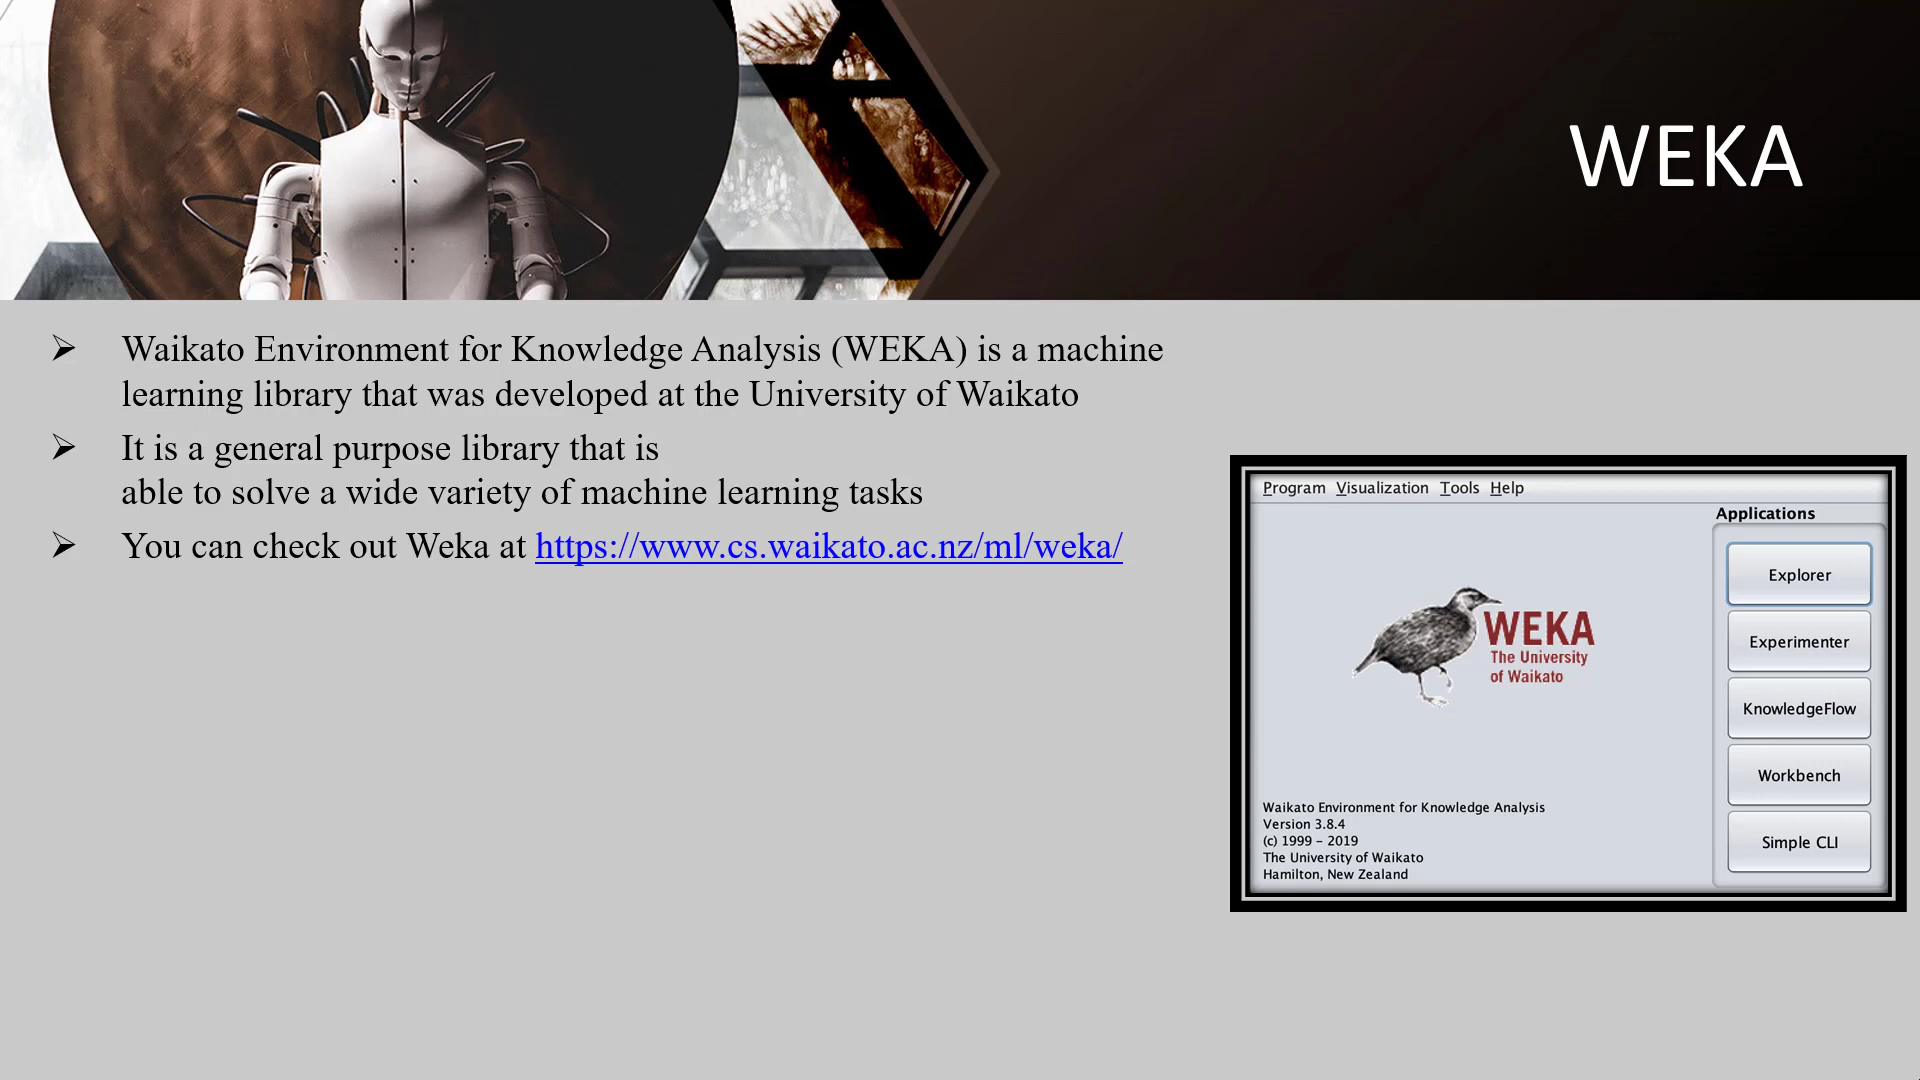 WEKA
➢ Waikato Environment for Knowledge Analysis (WEKA) is a machine
learning library that was developed at the University of Waikato
➢ It is a general purpose library that is
able to solve a wide variety of machine learning tasks
➢ You can check out Weka at https://www.cs.waikato.ac.nz/ml/weka/
Program Visualization Tools Help
Applications
Explorer
Experimenter
KnowledgeFlow
Workbench
Simple CLI
WEKA
The University
of Waikato
Waikato Environment for Knowledge Analysis
Version 3.8.4
(c) 1999 - 2019
The University of Waikato
Hamilton, New Zealand